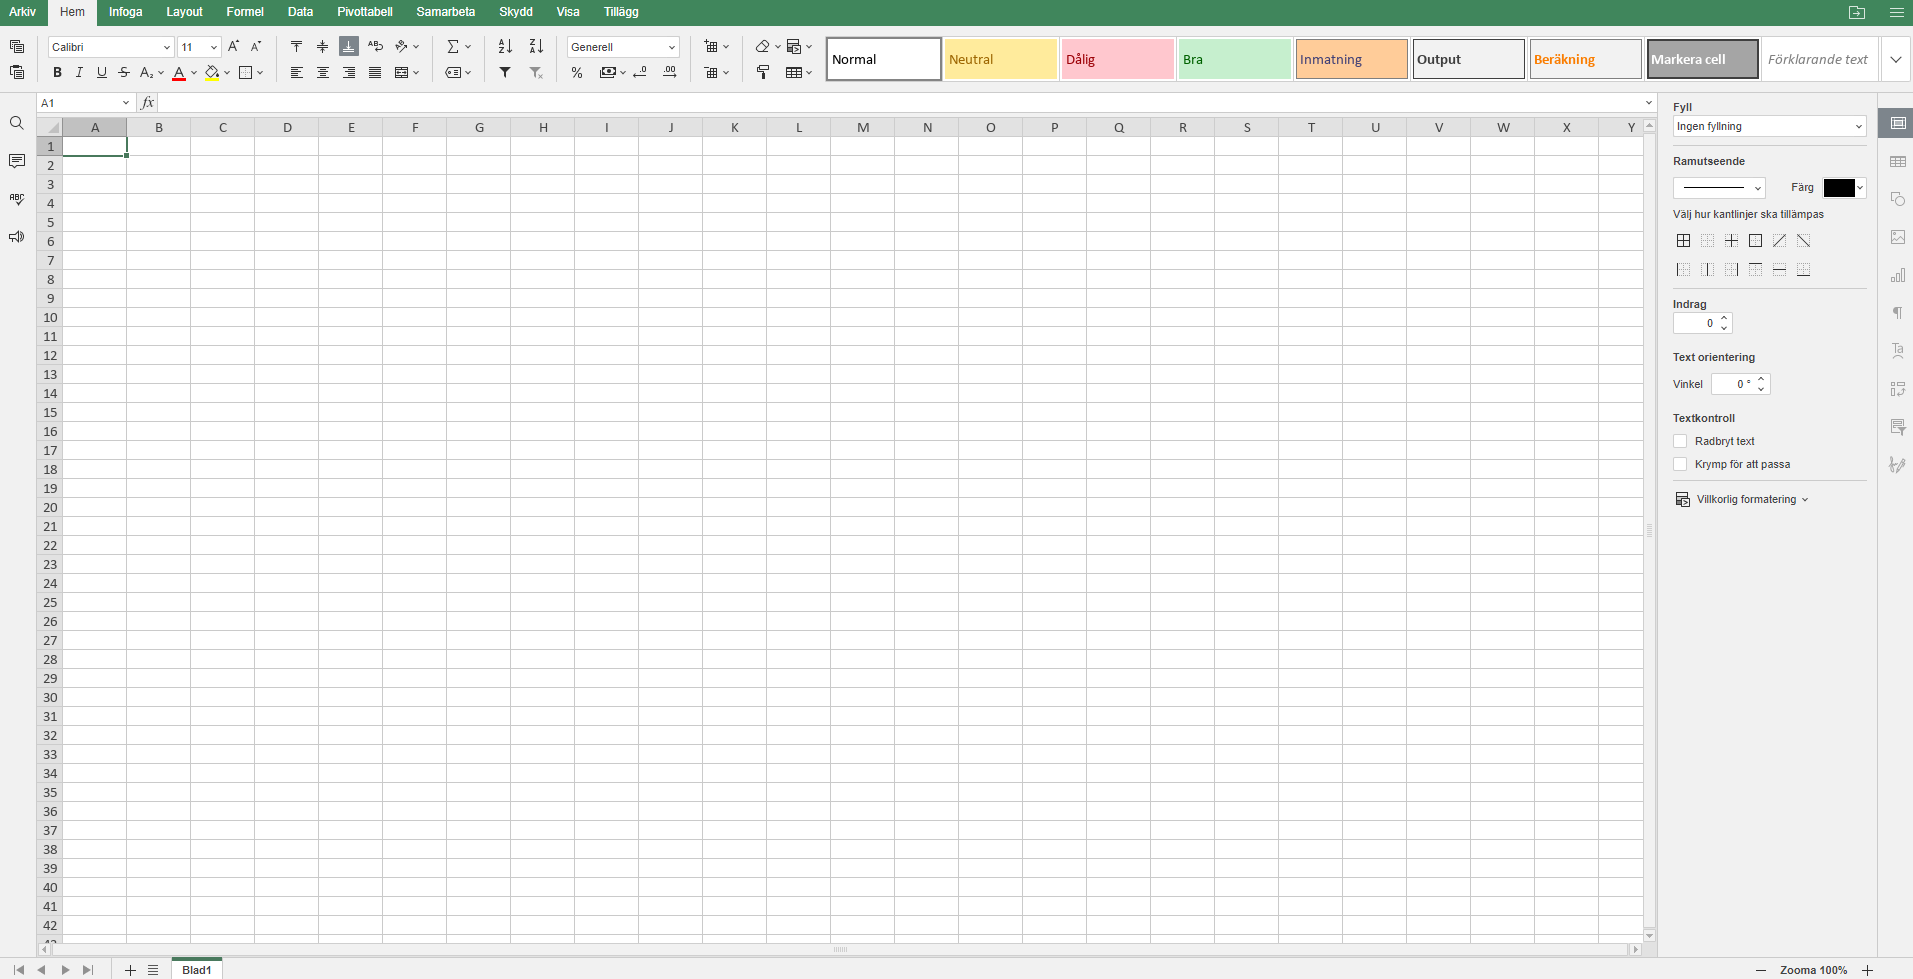 Arkiv Hem Infoga Layout Formel Data Pivottabell Samarbeta Skydd Visa Tillägg
Calibri 11 Generell
Normal Neutral Dålig Bra Inmatning Output Beräkning Markera cell Förklarande text
A1 fx
A B C D E F G H I J K L M N O P Q R S T U V W X Y
1
2
3
4
5
6
7
8
9
10
11
12
13
14
15
16
17
18
19
20
21
22
23
24
25
26
27
28
29
30
31
32
33
34
35
36
37
38
39
40
41
42
Fyll
Ingen fyllning
Ramutseende
Färg
Välj hur kantlinjer ska tillämpas
Indrag
0
Text orientering
Vinkel 0 °
Textkontroll
Radbryt text
Krymp för att passa
Villkorlig formatering
Blad1
Zooma 100%